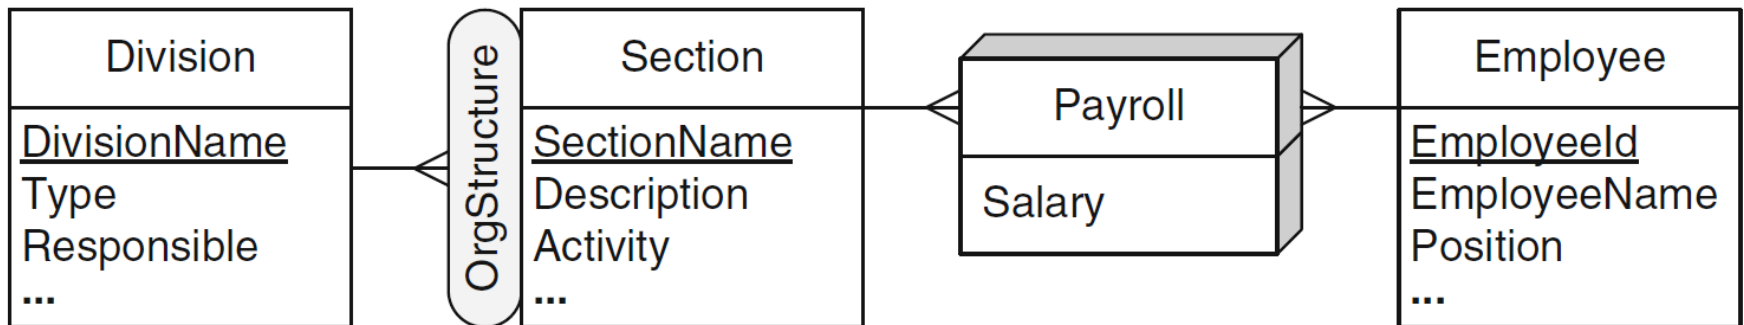 Division
DivisionName
Type
Responsible
...
OrgStructure
Section
SectionName
Description
Activity
...
Payroll
Salary
Employee
EmployeeId
EmployeeName
Position
...